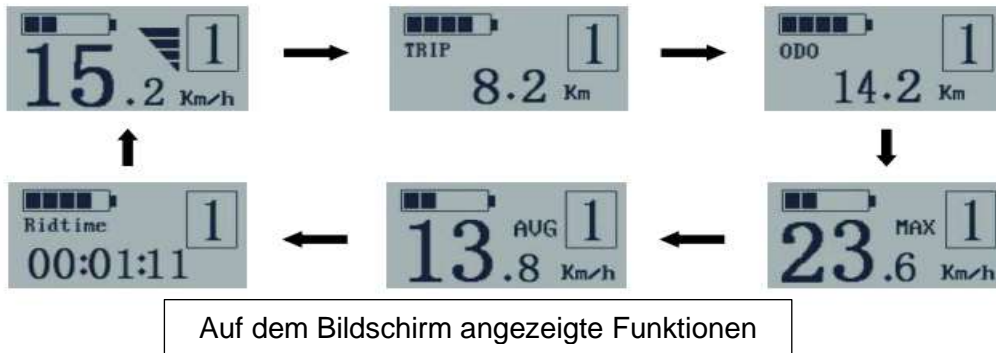 1
15.2 Km/h
TRIP
1
8.2 Km
ODO
1
14.2 Km
Ridtime
1
00:01:11
13.8
AVG
1
Km/h
23.6
MAX
1
Km/h
Auf dem Bildschirm angezeigte Funktionen